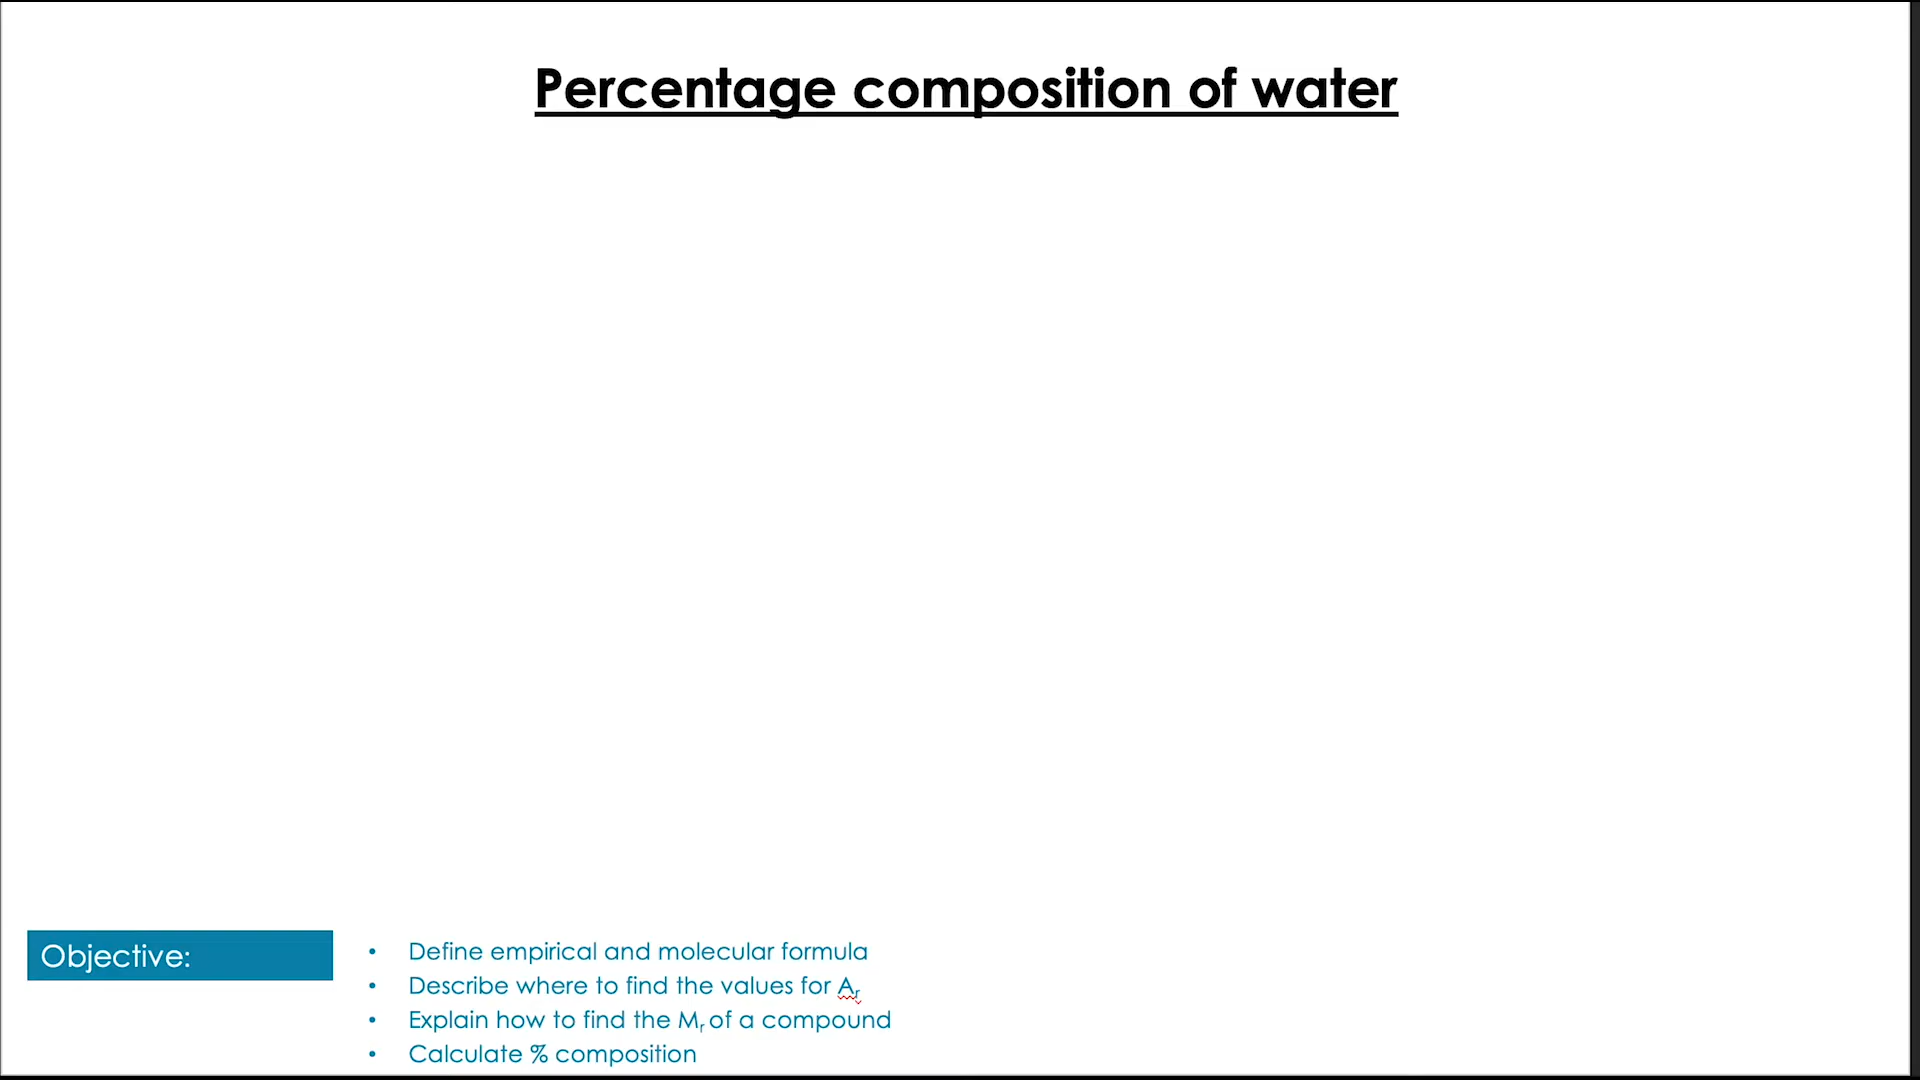 Percentage composition of water
Objective:
• Define empirical and molecular formula
• Describe where to find the values for Aᵣ
• Explain how to find the Mᵣ of a compound
• Calculate % composition